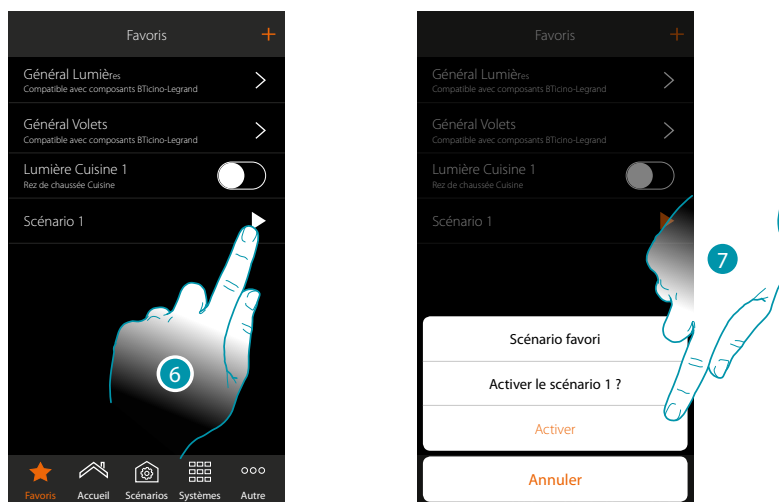 Favoris
+
Général Lumières
Compatible avec composants BTicino-Legrand
Général Volets
Compatible avec composants BTicino-Legrand
Lumière Cuisine 1
Rez de chaussée Cuisine
Scénario 1
6
Favoris Accueil Scénarios Systèmes Autre
Favoris
+
Général Lumières
Compatible avec composants BTicino-Legrand
Général Volets
Compatible avec composants BTicino-Legrand
Lumière Cuisine 1
Rez de chaussée Cuisine
Scénario 1
7
Scénario favori
Activer le scénario 1 ?
Activer
Annuler